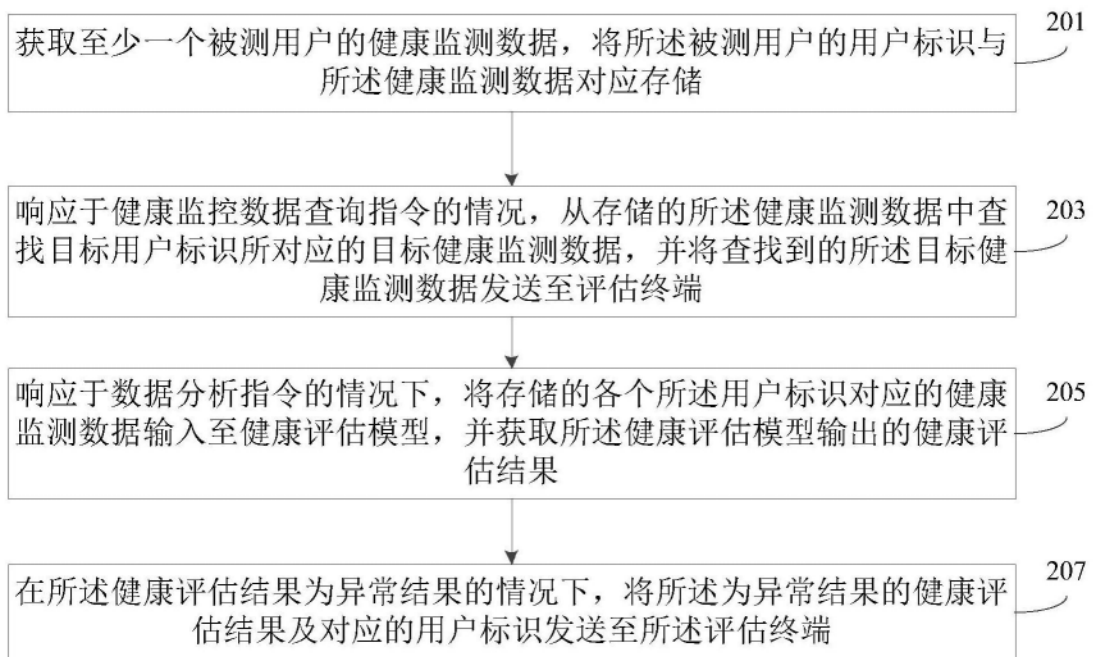 获取至少一个被测用户的健康监测数据，将所述被测用户的用户标识与
所述健康监测数据对应存储
201
响应于健康监控数据查询指令的情况，从存储的所述健康监测数据中查
找目标用户标识所对应的目标健康监测数据，并将查找到的所述目标健
康监测数据发送至评估终端
203
响应于数据分析指令的情况下，将存储的各个所述用户标识对应的健康
监测数据输入至健康评估模型，并获取所述健康评估模型输出的健康评
估结果
205
在所述健康评估结果为异常结果的情况下，将所述为异常结果的健康评
估结果及对应的用户标识发送至所述评估终端
207